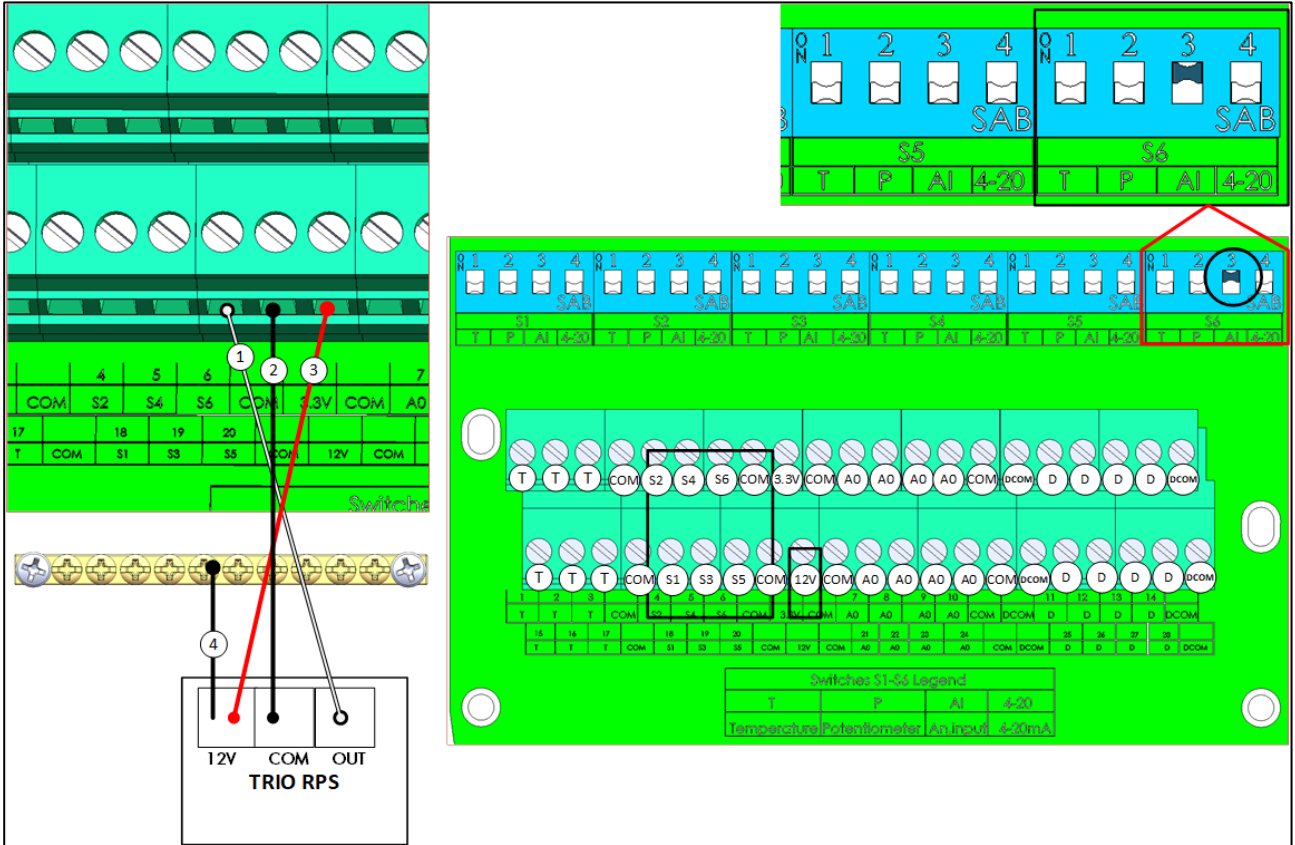 ON 1 2 3 4 ON 1 2 3 4
SAB SAB
S5 S6
T P AI 4-20 T P AI 4-20
ON 1 2 3 4 ON 1 2 3 4 ON 1 2 3 4 ON 1 2 3 4 ON 1 2 3 4 ON 1 2 3 4
SAB SAB SAB SAB SAB SAB
S1 S2 S3 S4 S5 S6
T P AI 4-20 T P AI 4-20 T P AI 4-20 T P AI 4-20 T P AI 4-20 T P AI 4-20
1 2 3
4 5 6 7
COM S2 S4 S6 COM 3.3V COM A0
17 18 19 20
T COM S1 S3 S5 COM 12V COM
Switche
4
12V COM OUT
TRIO RPS
T T T COM S2 S4 S6 COM 3.3V COM A0 A0 A0 A0 COM DCOM D D D D DCOM
T T T COM S1 S3 S5 COM 12V COM A0 A0 A0 A0 COM DCOM D D D D DCOM
1 2 3 4 5 6 7 8 9 10 11 12 13 14
T T T COM S2 S4 S6 COM 3.3V COM A0 A0 A0 A0 COM DCOM D D D D DCOM
15 16 17 18 19 20 21 22 23 24 25 26 27 28
T T T COM S1 S3 S5 COM 12V COM A0 A0 A0 A0 COM DCOM D D D D DCOM
Switches S1-S6 Legend
T P AI 4-20
Temperature Potentiometer An.input 4-20mA